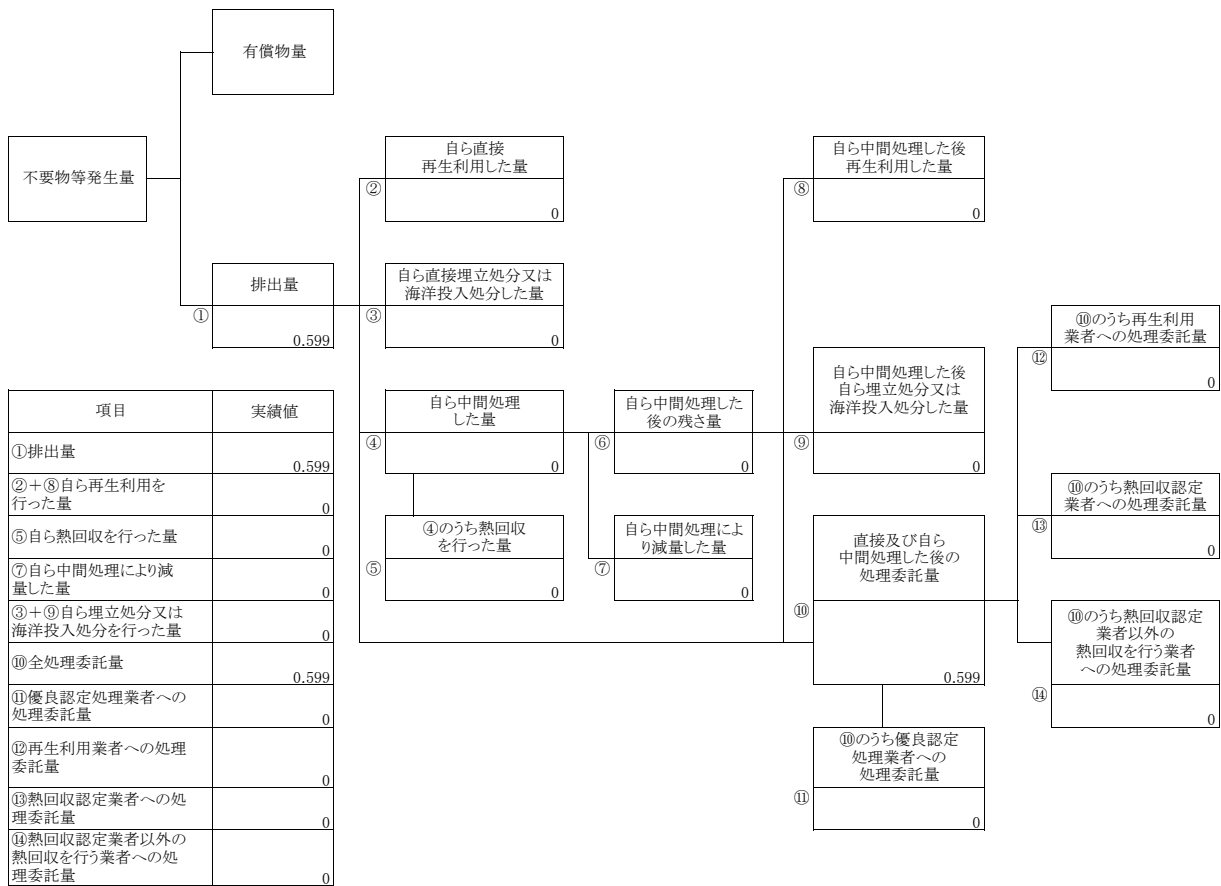 有償物量
不要物等発生量
自ら直接
再生利用した量
②
0
自ら中間処理した後
再生利用した量
⑧
0
排出量
①
0.599
自ら直接埋立処分又は
海洋投入処分した量
③
0
⑩のうち再生利用
業者への処理委託量
⑫
0
自ら中間処理
した量
④
0
自ら中間処理した
後の残さ量
⑥
0
自ら中間処理した後
自ら埋立処分又は
海洋投入処分した量
⑨
0
⑩のうち熱回収認定
業者への処理委託量
⑬
0
④のうち熱回収
を行った量
⑤
0
自ら中間処理によ
り減量した量
⑦
0
直接及び自ら
中間処理した後の
処理委託量
⑩
0.599
⑩のうち熱回収認定
業者以外の
熱回収を行う業者
への処理委託量
⑭
0
⑩のうち優良認定
処理業者への
処理委託量
⑪
0
項目 実績値
①排出量
0.599
②＋⑧自ら再生利用を
行った量
0
⑤自ら熱回収を行った量
0
⑦自ら中間処理により減
量した量
0
③＋⑨自ら埋立処分又は
海洋投入処分を行った量
0
⑩全処理委託量
0.599
⑪優良認定処理業者への
処理委託量
0
⑫再生利用業者への処理
委託量
0
⑬熱回収認定業者への処
理委託量
0
⑭熱回収認定業者以外の
熱回収を行う業者への処
理委託量
0